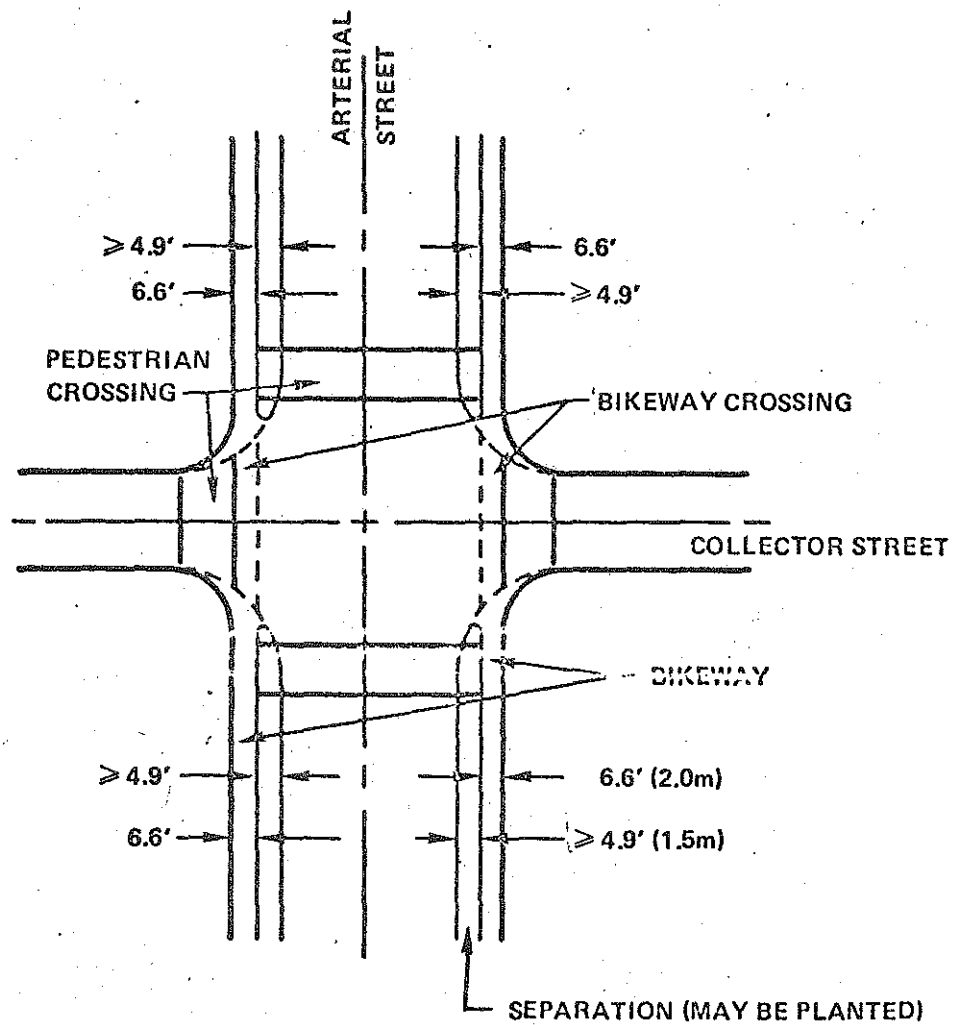 ARTERIAL
STREET
≥ 4.9'
6.6'
6.6'
≥ 4.9'
PEDESTRIAN
CROSSING
BIKEWAY CROSSING
COLLECTOR STREET
BIKEWAY
≥ 4.9'
6.6' (2.0m)
6.6'
≥ 4.9' (1.5m)
SEPARATION (MAY BE PLANTED)